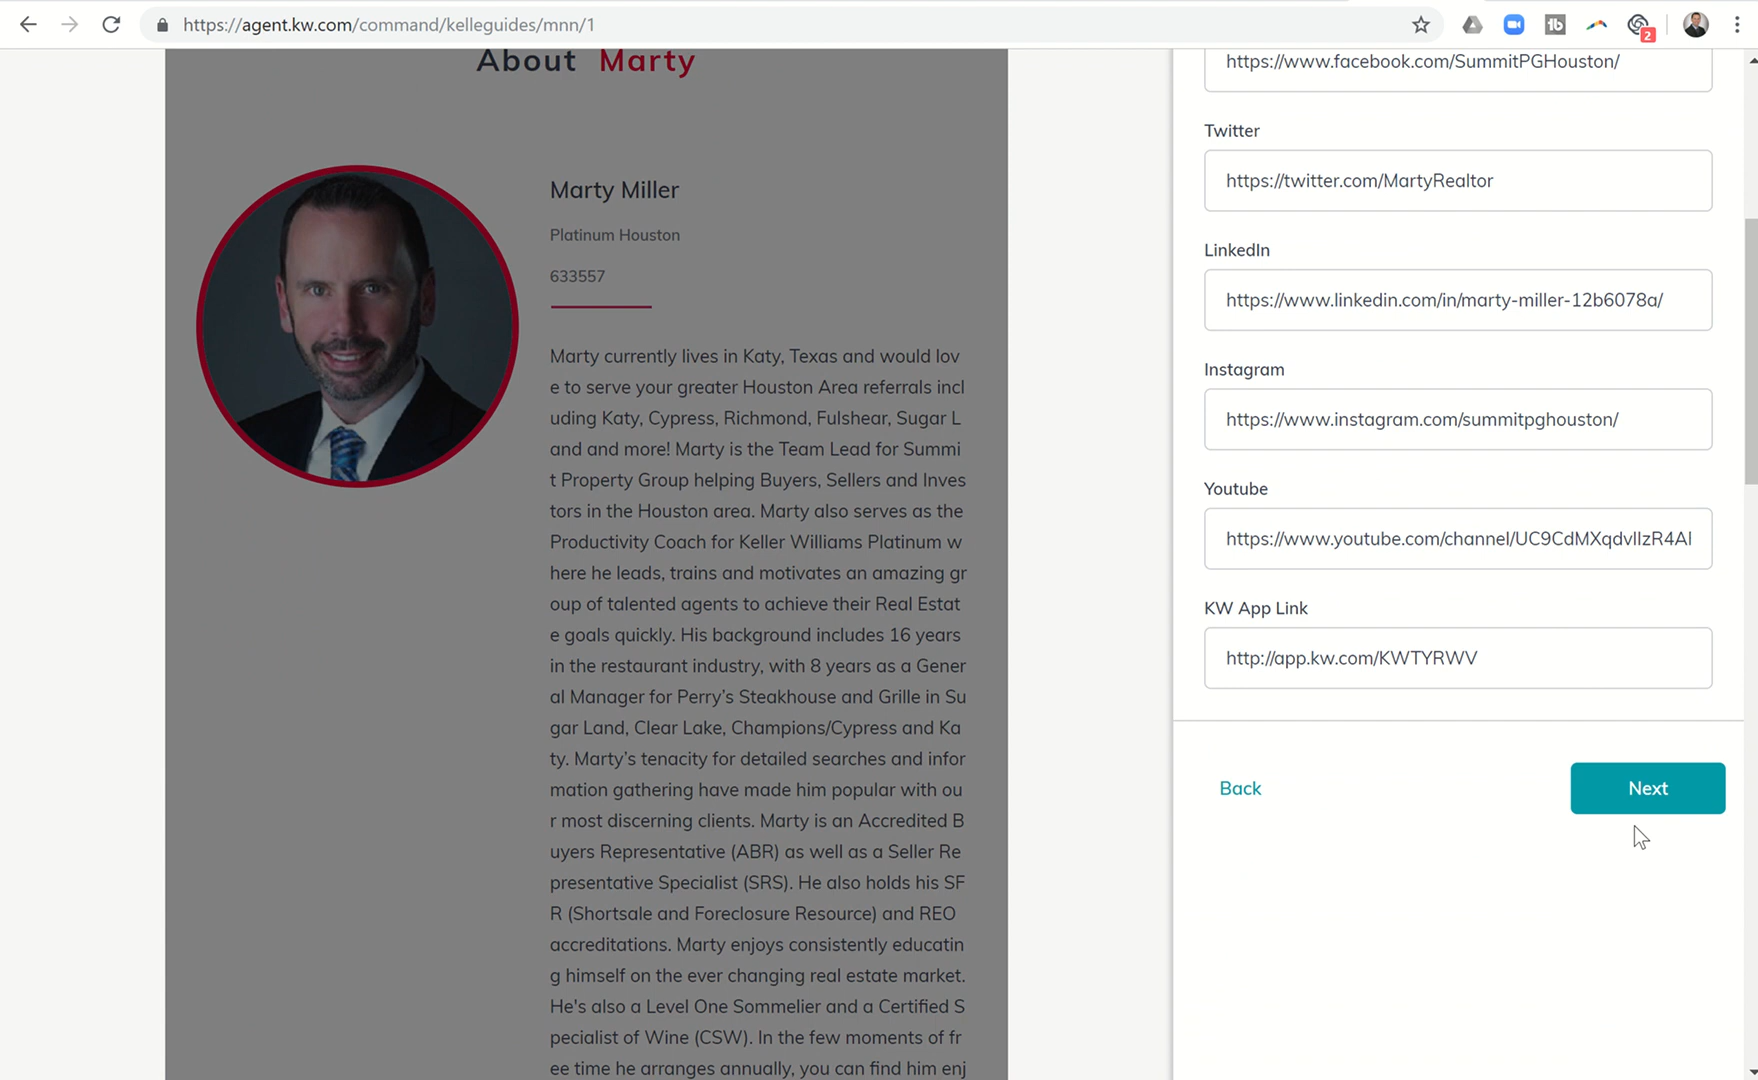 https://agent.kw.com/command/kelleguides/mnn/1
2
About Marty
Marty Miller
Platinum Houston
633557
Marty currently lives in Katy, Texas and would lov
e to serve your greater Houston Area referrals incl
uding Katy, Cypress, Richmond, Fulshear, Sugar L
and and more! Marty is the Team Lead for Summi
t Property Group helping Buyers, Sellers and Inves
tors in the Houston area. Marty also serves as the
Productivity Coach for Keller Williams Platinum w
here he leads, trains and motivates an amazing gr
oup of talented agents to achieve their Real Estat
e goals quickly. His background includes 16 years
in the restaurant industry, with 8 years as a Gener
al Manager for Perry’s Steakhouse and Grille in Su
gar Land, Clear Lake, Champions/Cypress and Ka
ty. Marty’s tenacity for detailed searches and infor
mation gathering have made him popular with ou
r most discerning clients. Marty is an Accredited B
uyers Representative (ABR) as well as a Seller Re
presentative Specialist (SRS). He also holds his SF
R (Shortsale and Foreclosure Resource) and REO
accreditations. Marty enjoys consistently educatin
g himself on the ever changing real estate market.
He's also a Level One Sommelier and a Certified S
pecialist of Wine (CSW). In the few moments of fr
ee time he arranges annually, you can find him enj
https://www.facebook.com/SummitPGHouston/
Twitter
https://twitter.com/MartyRealtor
LinkedIn
https://www.linkedin.com/in/marty-miller-12b6078a/
Instagram
https://www.instagram.com/summitpghouston/
Youtube
https://www.youtube.com/channel/UC9CdMXqdvIIzR4AI
KW App Link
http://app.kw.com/KWTYRWV
Back
Next